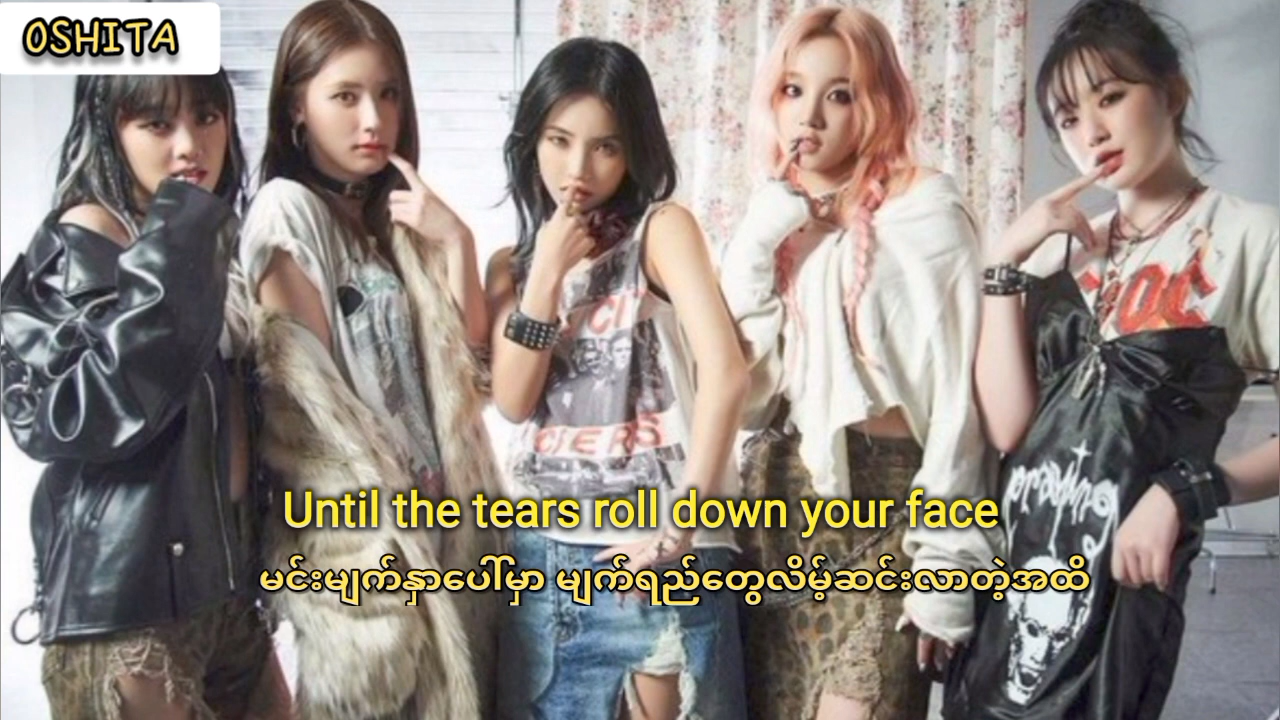 OSHITA
Until the tears roll down your face
မင်းမျက်နှာပေါ်မှာ မျက်ရည်တွေလိမ့်ဆင်းလာတဲ့အထိ